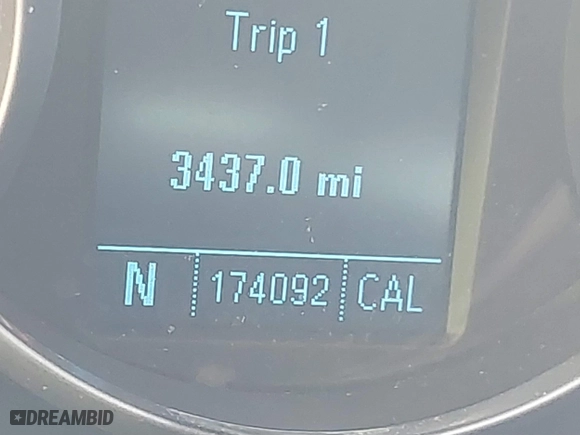 Trip 1
3437.0 mi
N 174092 CAL
DREAMBID